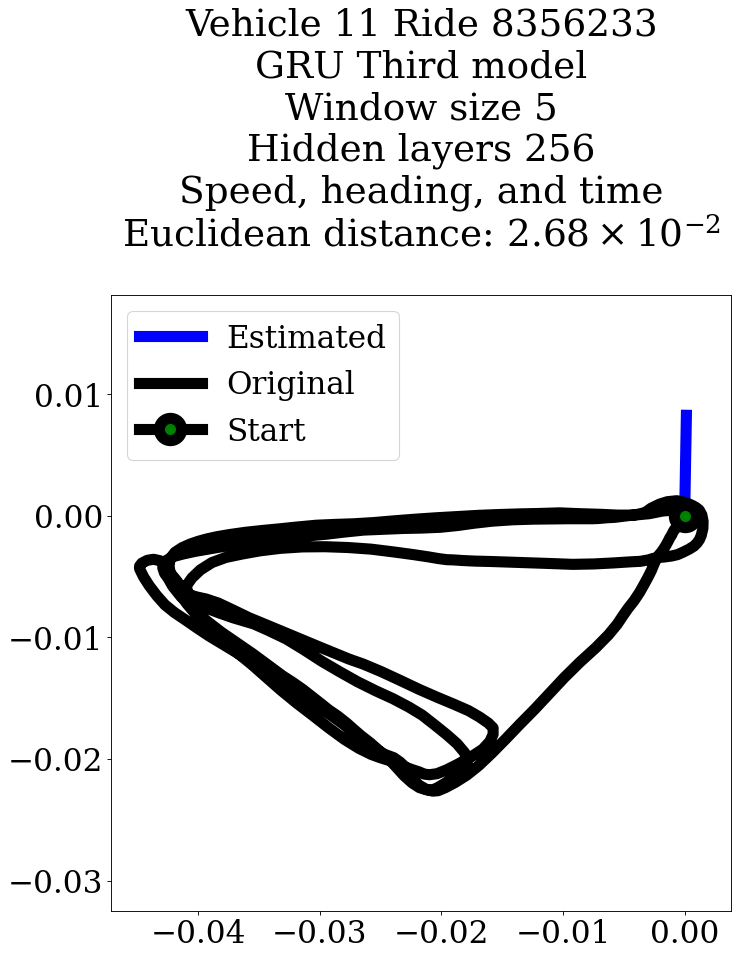 Vehicle 11 Ride 8356233
GRU Third model
Window size 5
Hidden layers 256
Speed, heading, and time
Euclidean distance: 2.68 × 10⁻²
Estimated
Original
Start
0.01
0.00
−0.01
−0.02
−0.03
−0.04 −0.03 −0.02 −0.01 0.00